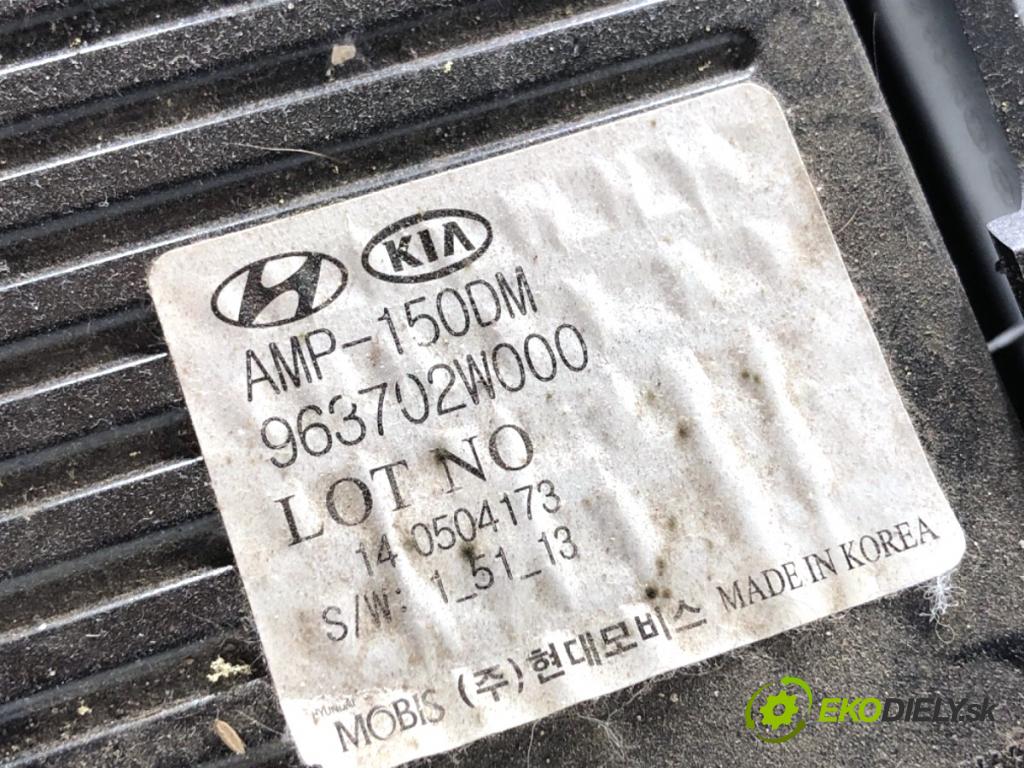 KIA
AMP-150DM
963702W000
LOT NO
14 0504173
S/W: 1_51_13
HYUNDAI
MOBIS (주)현대모비스 MADE IN KOREA
EKODIELY.sk